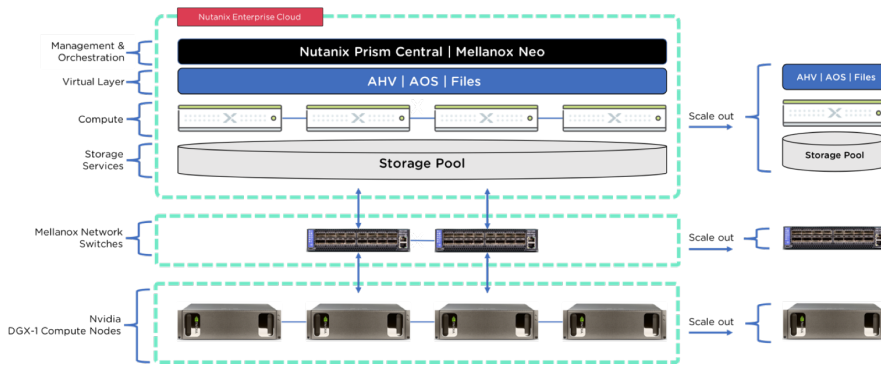 Nutanix Enterprise Cloud
Management &
Orchestration
Nutanix Prism Central | Mellanox Neo
Virtual Layer
AHV | AOS | Files
Compute
Storage
Services
Storage Pool
Scale out
AHV | AOS | Files
Storage Pool
Mellanox Network
Switches
Scale out
Nvidia
DGX-1 Compute Nodes
Scale out